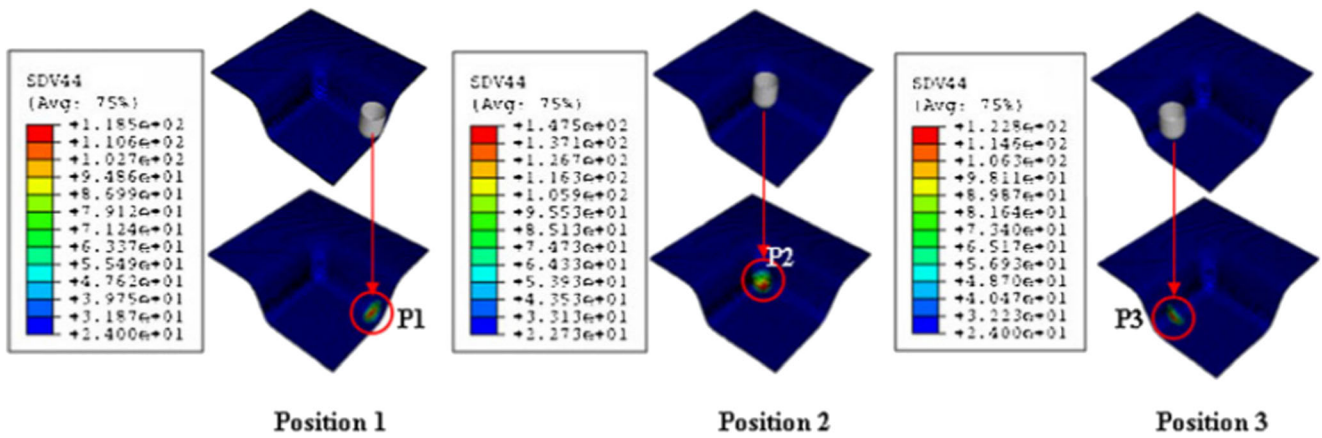 SDV44
(Avg: 75%)
+1.185e+02
+1.106e+02
+1.027e+02
+9.486e+01
+8.699e+01
+7.912e+01
+7.124e+01
+6.337e+01
+5.549e+01
+4.762e+01
+3.975e+01
+3.187e+01
+2.400e+01
P1
Position 1
SDV44
(Avg: 75%)
+1.475e+02
+1.371e+02
+1.267e+02
+1.163e+02
+1.059e+02
+9.553e+01
+8.513e+01
+7.473e+01
+6.433e+01
+5.393e+01
+4.353e+01
+3.313e+01
+2.273e+01
P2
Position 2
SDV44
(Avg: 75%)
+1.228e+02
+1.146e+02
+1.063e+02
+9.811e+01
+8.987e+01
+8.164e+01
+7.340e+01
+6.517e+01
+5.693e+01
+4.870e+01
+4.047e+01
+3.223e+01
+2.400e+01
P3
Position 3